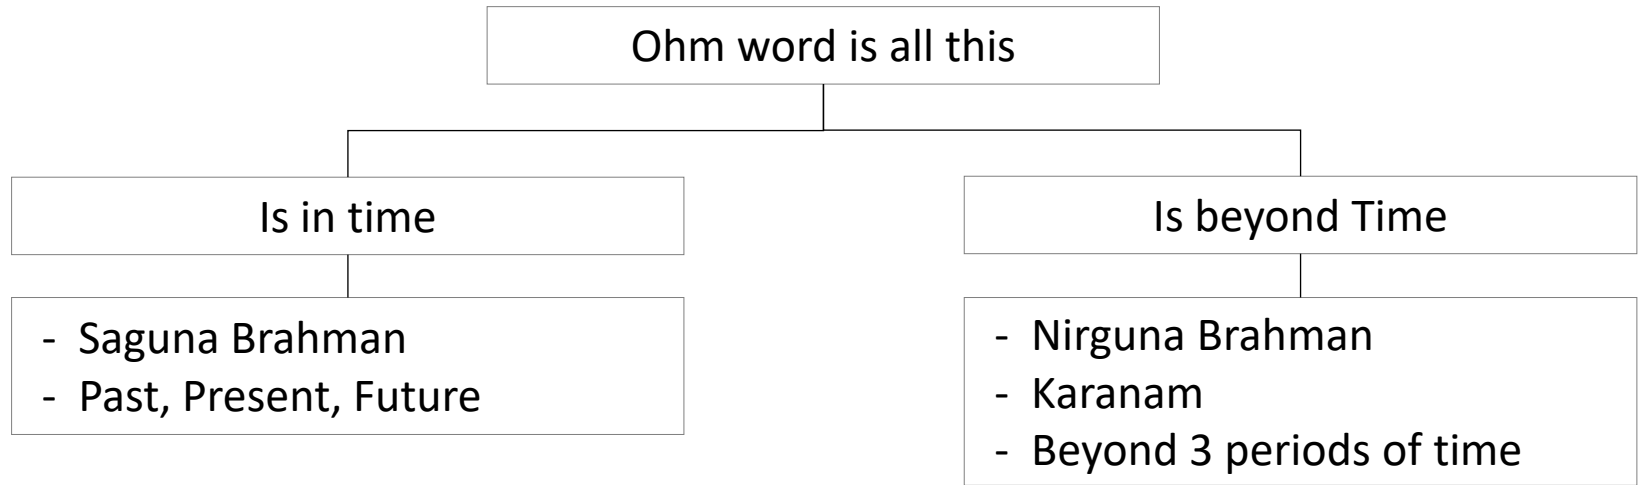 Ohm word is all this
Is in time
- Saguna Brahman
- Past, Present, Future
Is beyond Time
- Nirguna Brahman
- Karanam
- Beyond 3 periods of time